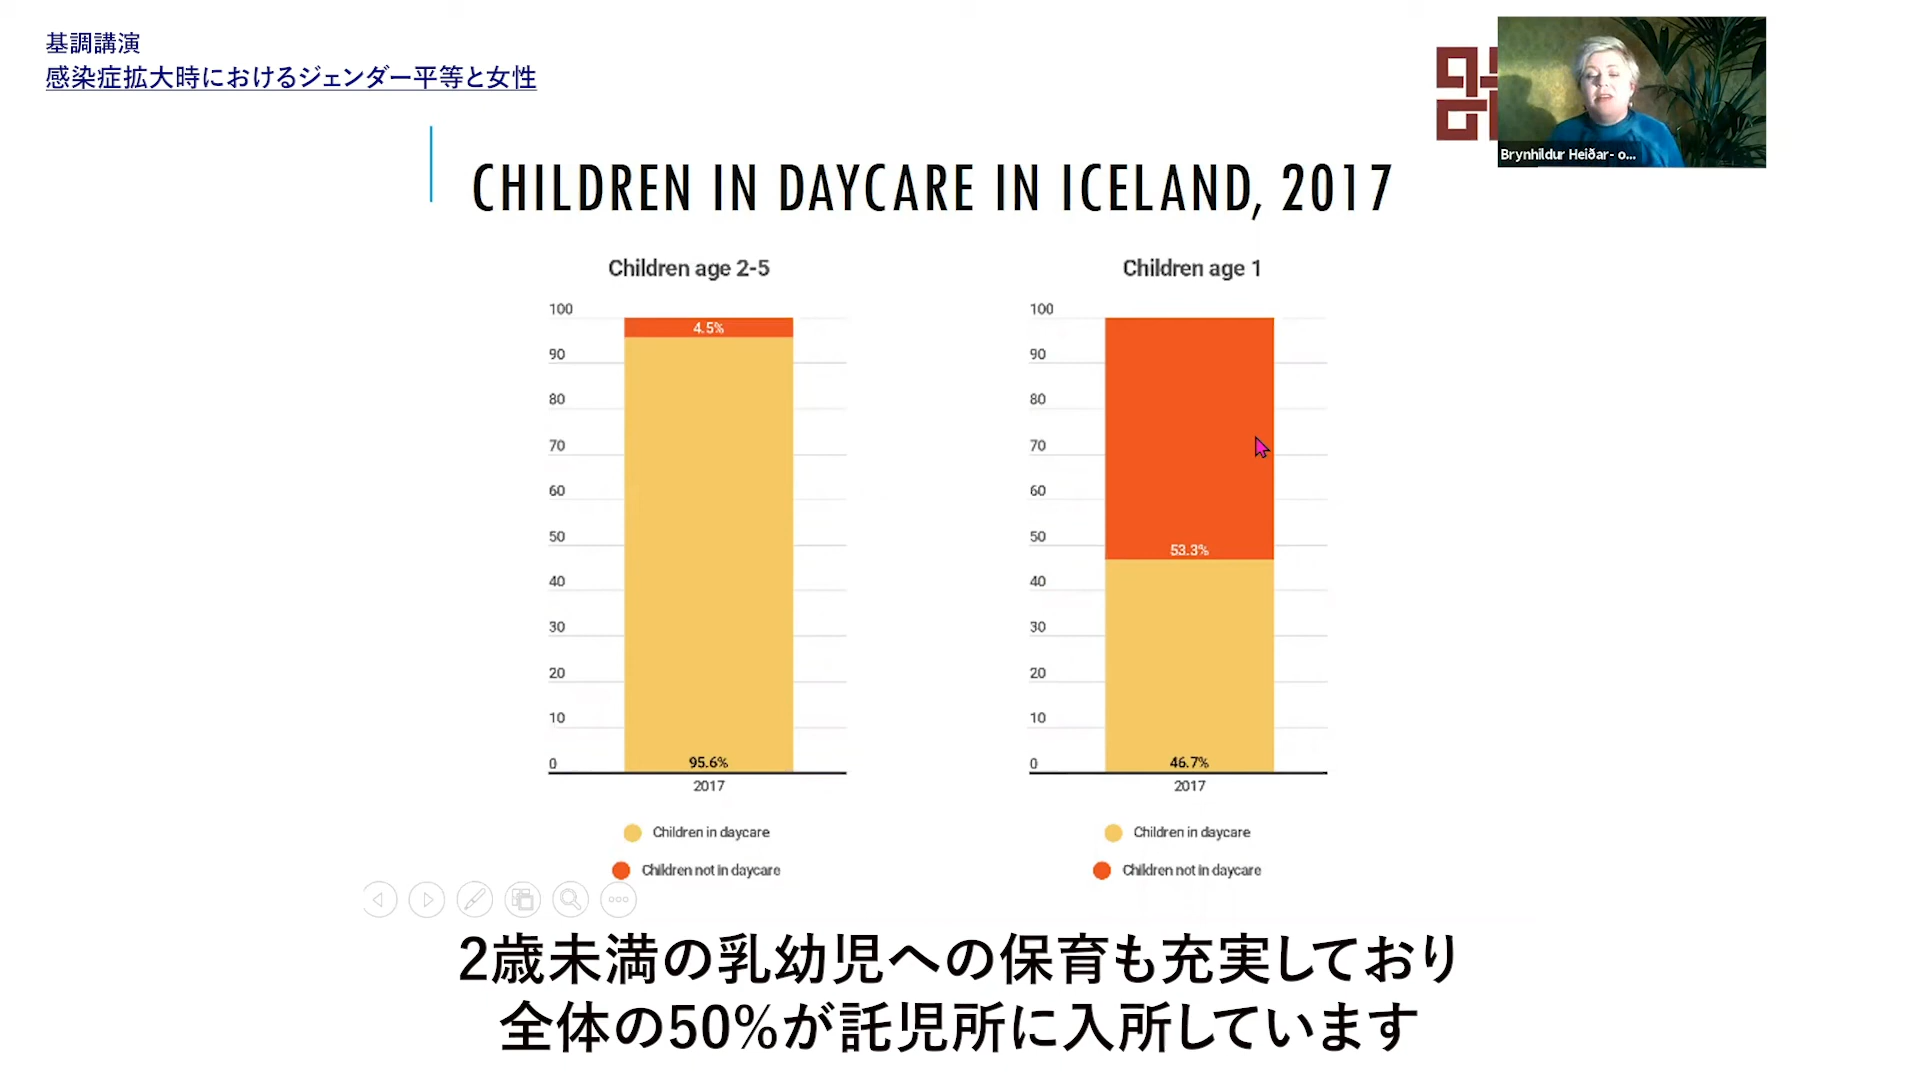 基調講演
感染症拡大時におけるジェンダー平等と女性
Brynhildur Heiðar- o...
CHILDREN IN DAYCARE IN ICELAND, 2017
Children age 2-5
100
90
80
70
60
50
40
30
20
10
0
4.5%
95.6%
2017
Children in daycare
Children not in daycare
Children age 1
100
90
80
70
60
50
40
30
20
10
0
53.3%
46.7%
2017
Children in daycare
Children not in daycare
2歳未満の乳幼児への保育も充実しており
全体の50%が託児所に入所しています